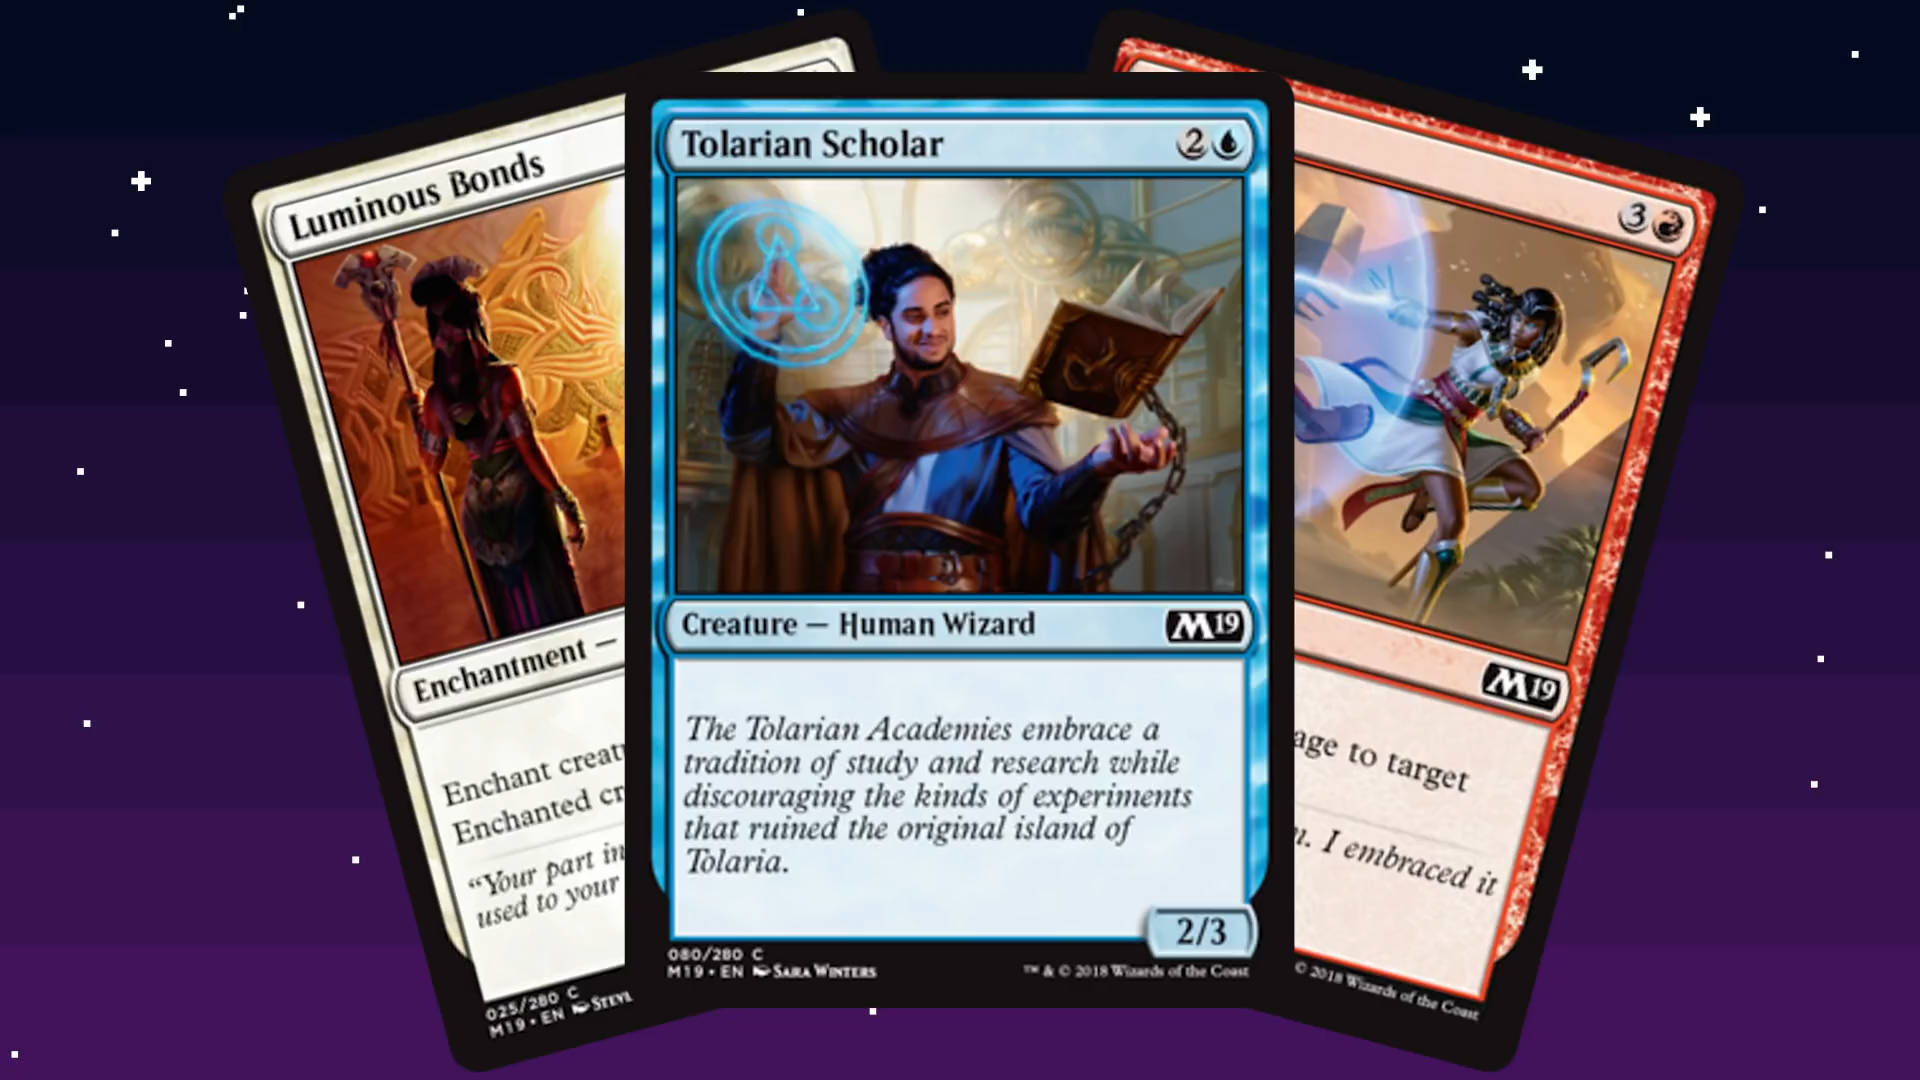 Luminous Bonds
Enchantment —
Enchant
Enchanted
“Your part in
used to your
025/280 C
M19 • EN
Tolarian Scholar
2
Creature — Human Wizard
M19
The Tolarian Academies embrace a
tradition of study and research while
discouraging the kinds of experiments
that ruined the original island of
Tolaria.
2/3
080/280 C
M19 • EN SARA WINTERS
™ & © 2018 Wizards of the Coast
3
M19
to target
I embraced it
© 2018 Wizards of the Coast